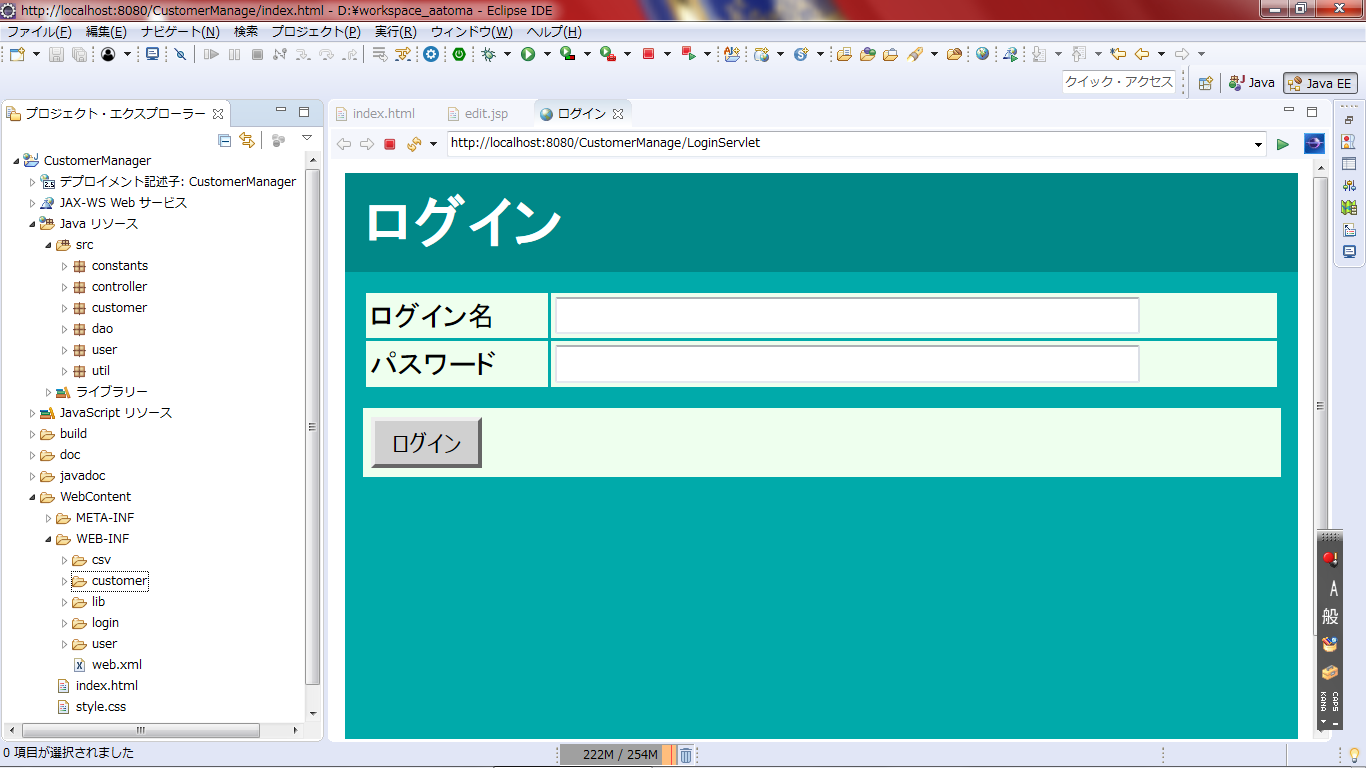 http://localhost:8080/CustomerManage/index.html - D:¥workspace_aatoma - Eclipse IDE
ファイル(F) 編集(E) ナビゲート(N) 検索 プロジェクト(P) 実行(R) ウィンドウ(W) ヘルプ(H)
クイック・アクセス Java Java EE
プロジェクト・エクスプローラー
index.html edit.jsp ログイン
http://localhost:8080/CustomerManage/LoginServlet
CustomerManager
デプロイメント記述子: CustomerManager
JAX-WS Web サービス
Java リソース
src
constants
controller
customer
dao
user
util
ライブラリー
JavaScript リソース
build
doc
javadoc
WebContent
META-INF
WEB-INF
csv
customer
lib
login
user
web.xml
index.html
style.css
ログイン
ログイン名
パスワード
ログイン
A
般
CAPS
KANA
0 項目が選択されました
222M / 254M